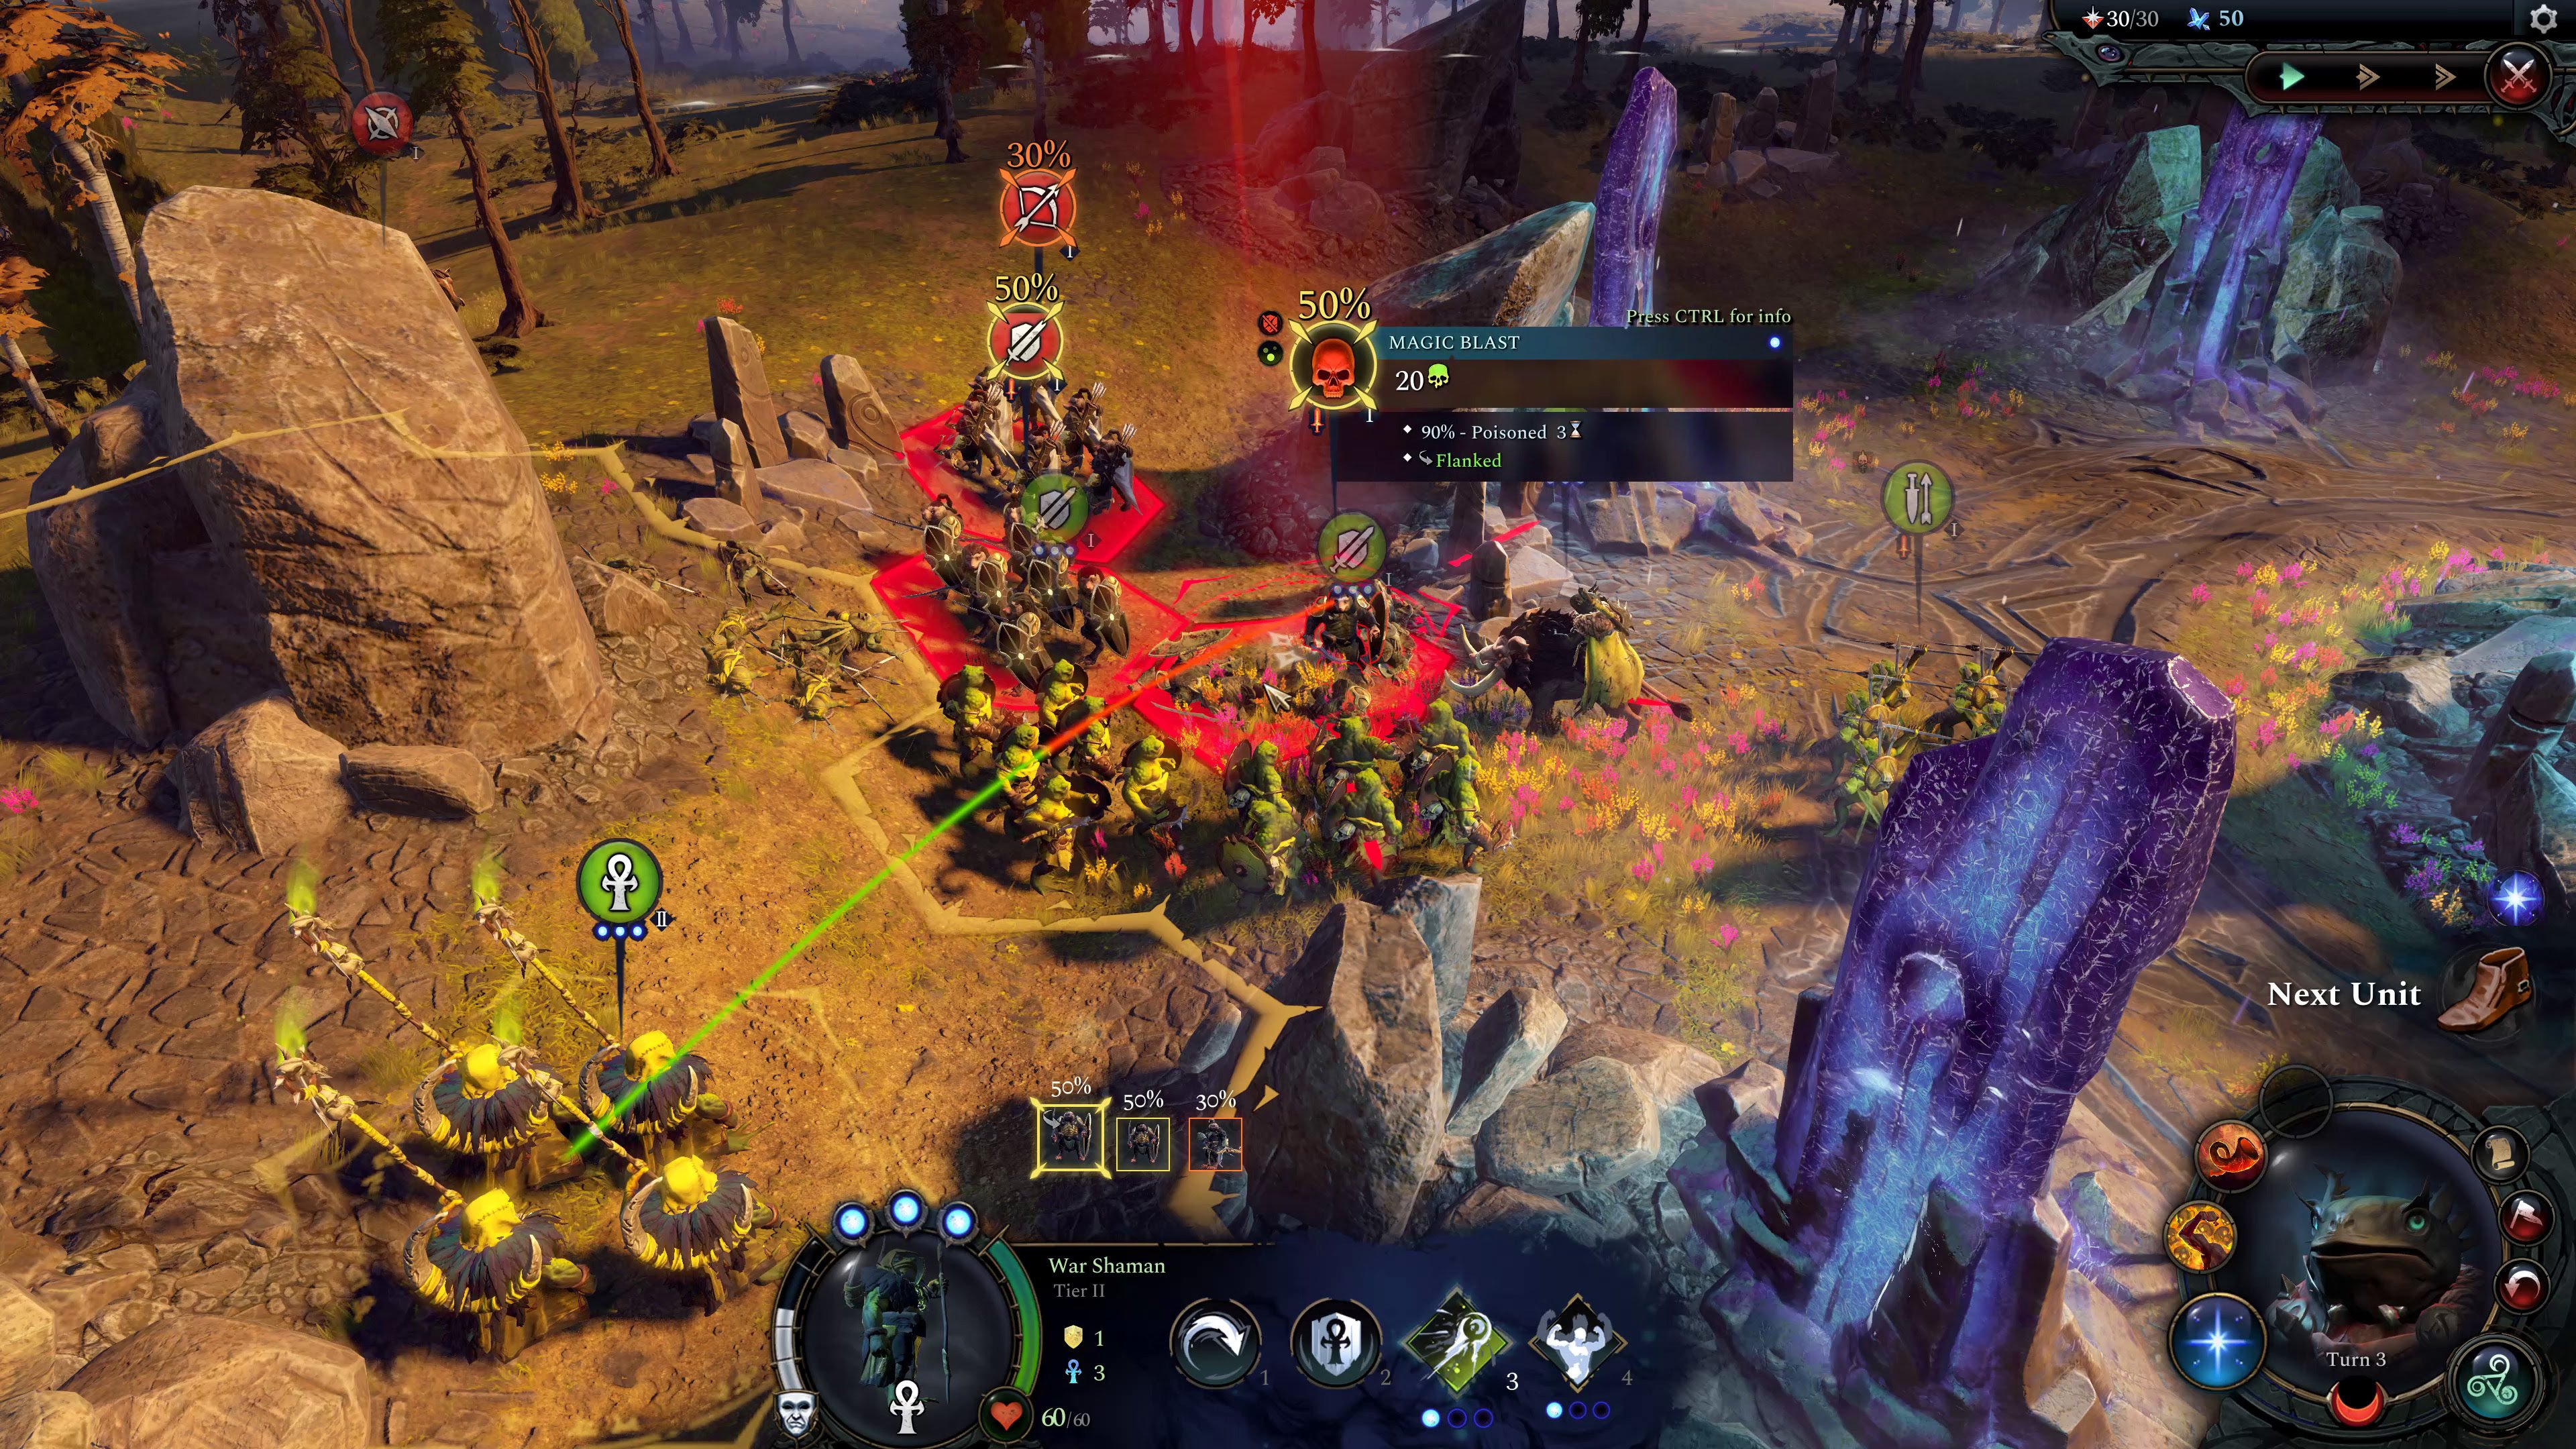 30/30 50
30%
I
I
50%
I
50%
Press CTRL for info
MAGIC BLAST
20
I
90% - Poisoned 3
Flanked
I
I
I
II
Next Unit
50% 50% 30%
War Shaman
Tier II
1
3
60/60
1 2 3 4
Turn 3